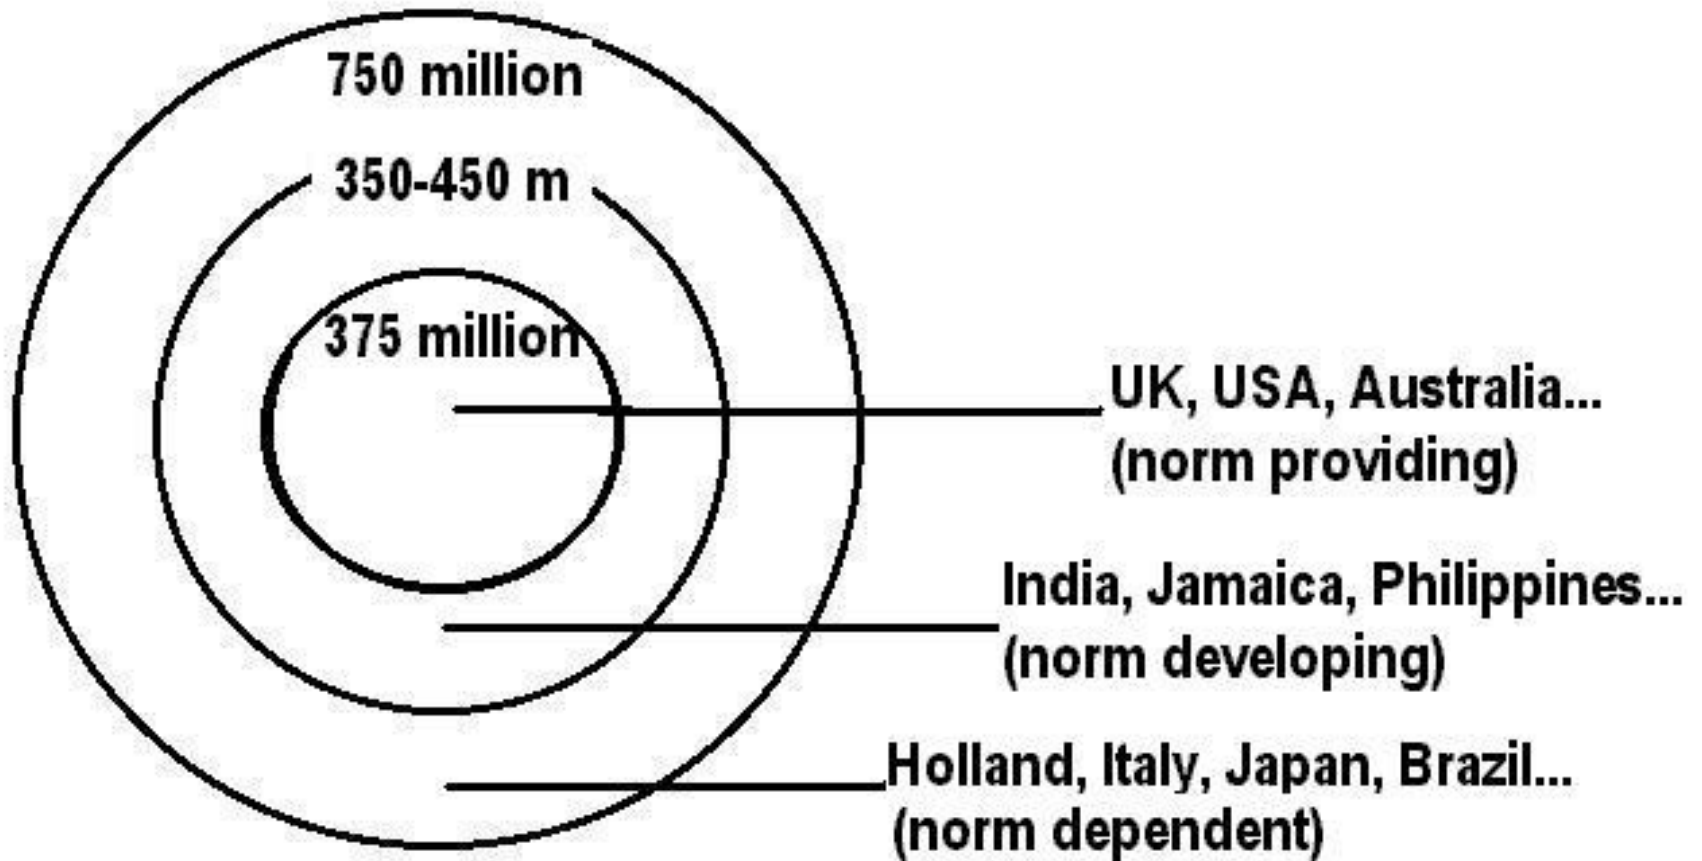 750 million
350-450 m
375 million
UK, USA, Australia...
(norm providing)
India, Jamaica, Philippines...
(norm developing)
Holland, Italy, Japan, Brazil...
(norm dependent)